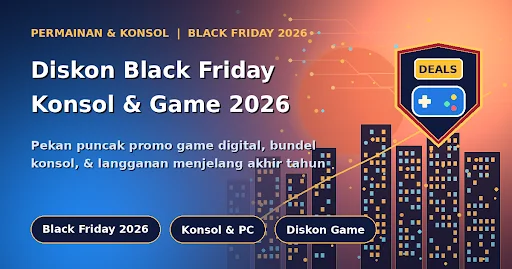 PERMAINAN & KONSOL | BLACK FRIDAY 2026
Diskon Black Friday
Konsol & Game 2026
Pekan puncak promo game digital, bundel
konsol, & langganan menjelang akhir tahun
Black Friday 2026
Konsol & PC
Diskon Game
DEALS